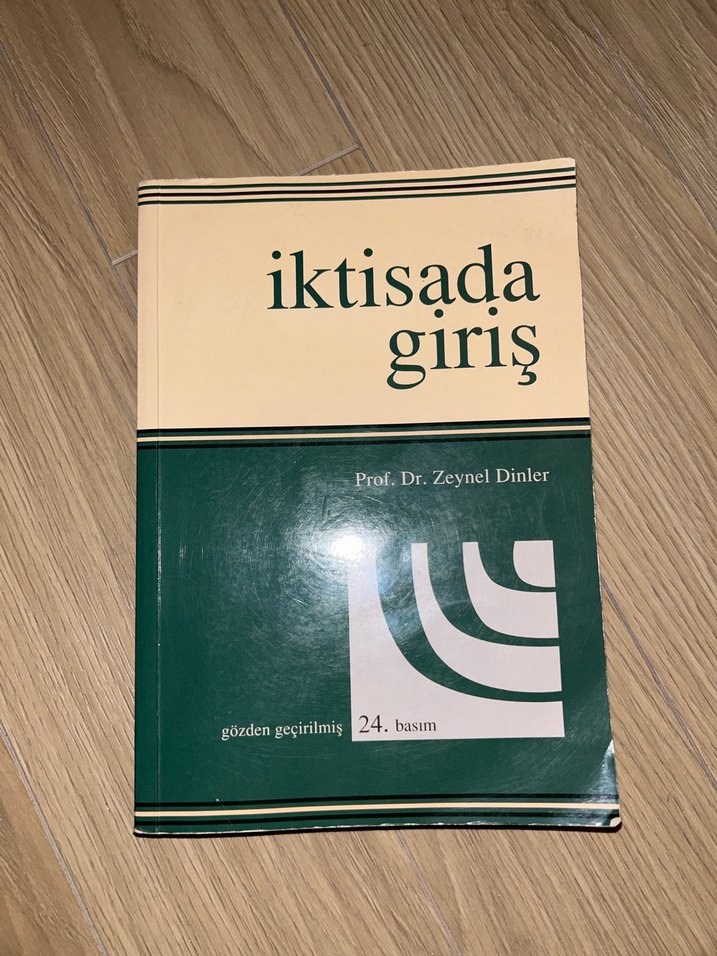 iktisada
giriş
Prof. Dr. Zeynel Dinler
gözden geçirilmiş 24. basım